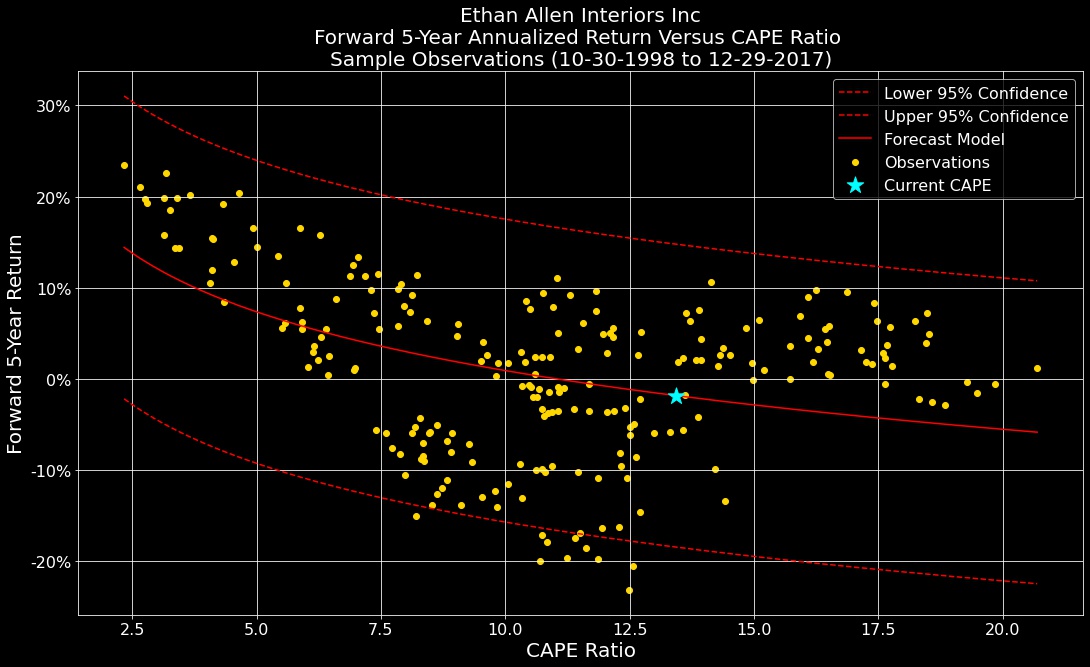 Ethan Allen Interiors Inc
Forward 5-Year Annualized Return Versus CAPE Ratio
Sample Observations (10-30-1998 to 12-29-2017)
Lower 95% Confidence
Upper 95% Confidence
Forecast Model
Observations
Current CAPE
Forward 5-Year Return
30%
20%
10%
0%
-10%
-20%
2.5 5.0 7.5 10.0 12.5 15.0 17.5 20.0
CAPE Ratio